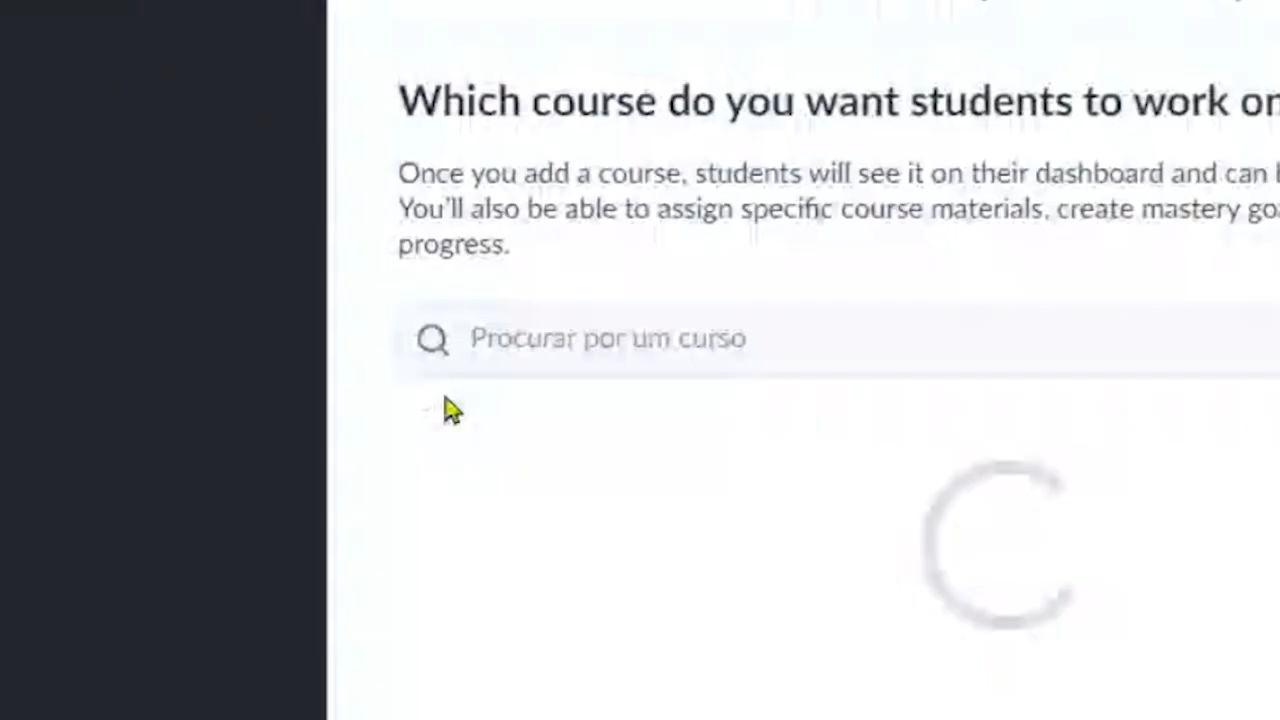 Which course do you want students to work on
Once you add a course, students will see it on their dashboard and can
You'll also be able to assign specific course materials, create mastery
progress.
Procurar por um curso